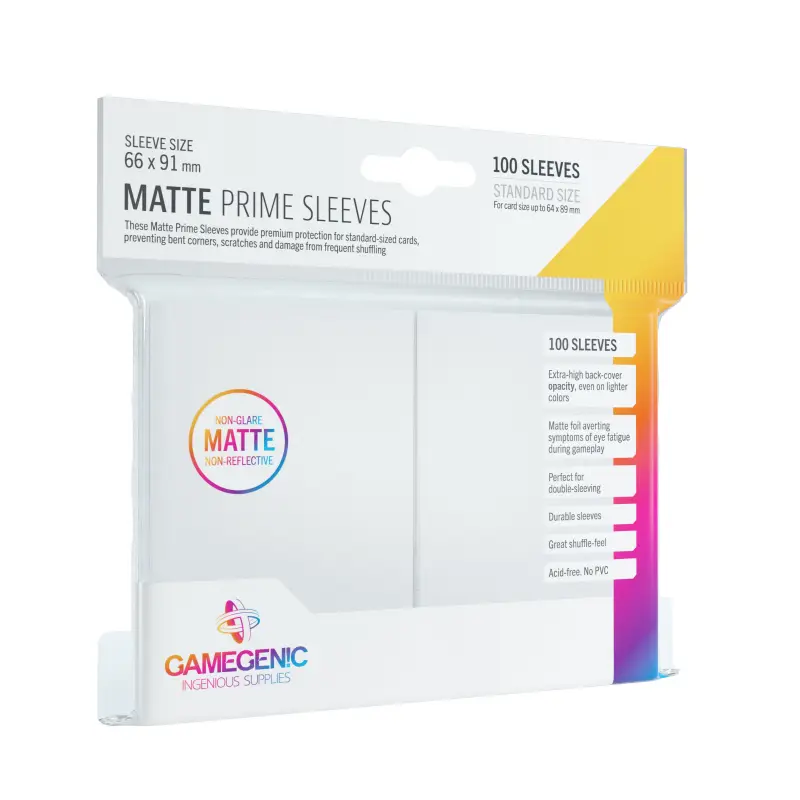 SLEEVE SIZE
66 x 91 mm
MATTE PRIME SLEEVES
These Matte Prime Sleeves provide premium protection for standard-sized cards,
preventing bent corners, scratches and damage from frequent shuffling.
100 SLEEVES
STANDARD SIZE
For card size up to 64 x 89 mm
NON-GLARE
MATTE
NON-REFLECTIVE
100 SLEEVES
Extra-high back-cover
opacity, even on lighter
colors
Matte foil averting
symptoms of eye fatigue
during gameplay
Perfect for
double-sleeving
Durable sleeves
Great shuffle-feel
Acid-free. No PVC
GAMEGEN!C
INGENIOUS SUPPLIES